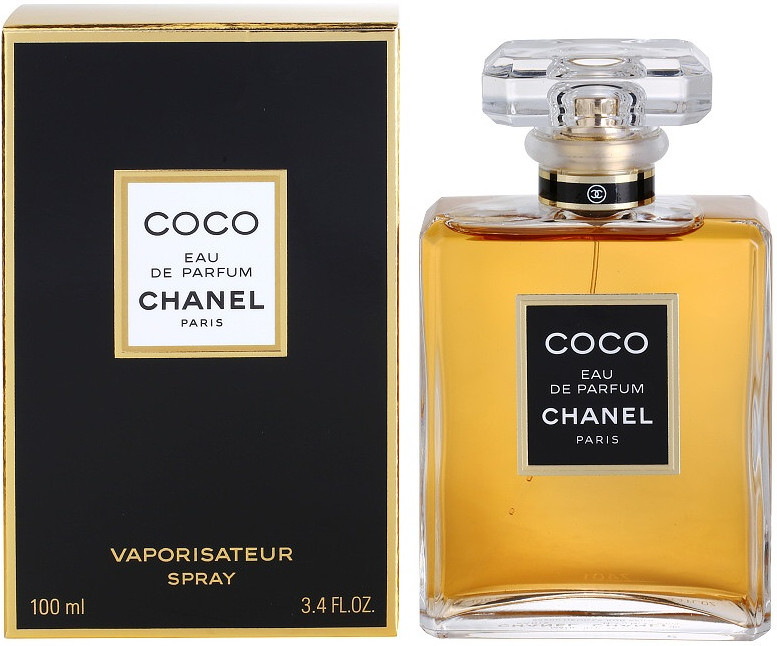 COCO
EAU
DE PARFUM
CHANEL
PARIS
VAPORISATEUR
SPRAY
100 ml
3.4 FL.OZ.
COCO
EAU
DE PARFUM
CHANEL
PARIS